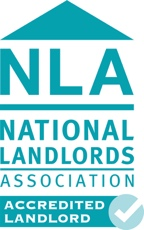 NLA
NATIONAL
LANDLORDS
ASSOCIATION
ACCREDITED
LANDLORD